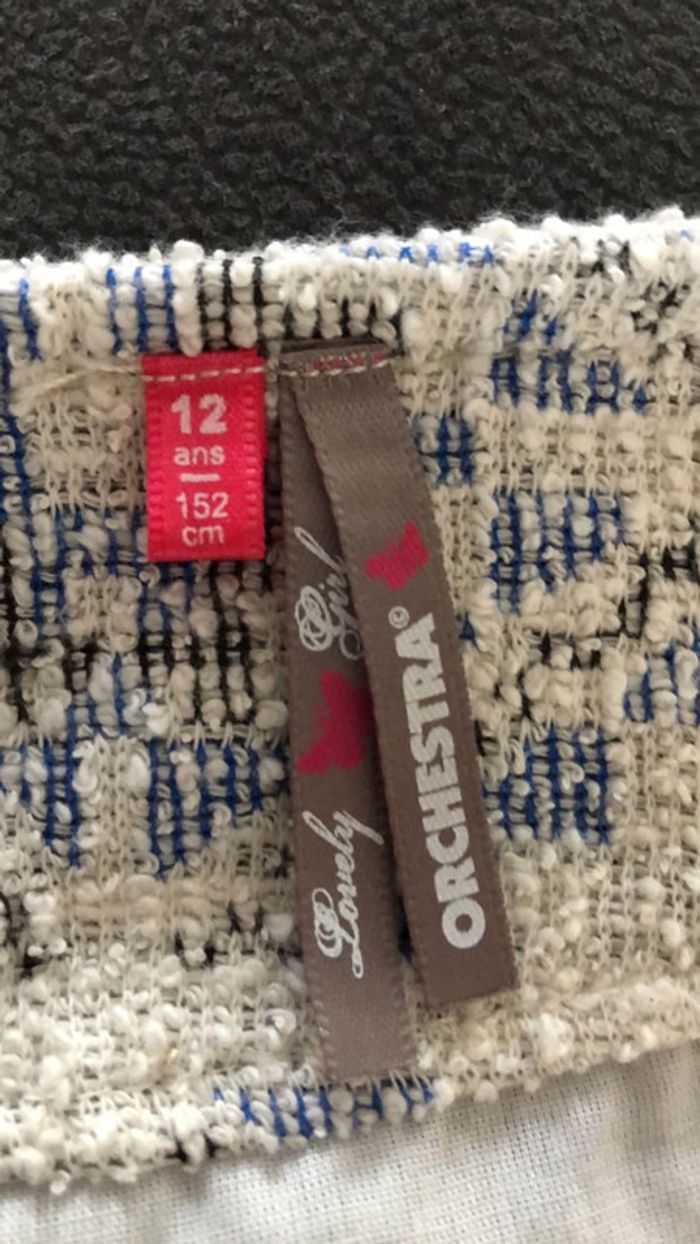 12
ans
152
cm
Lovely Girl
ORCHESTRA©